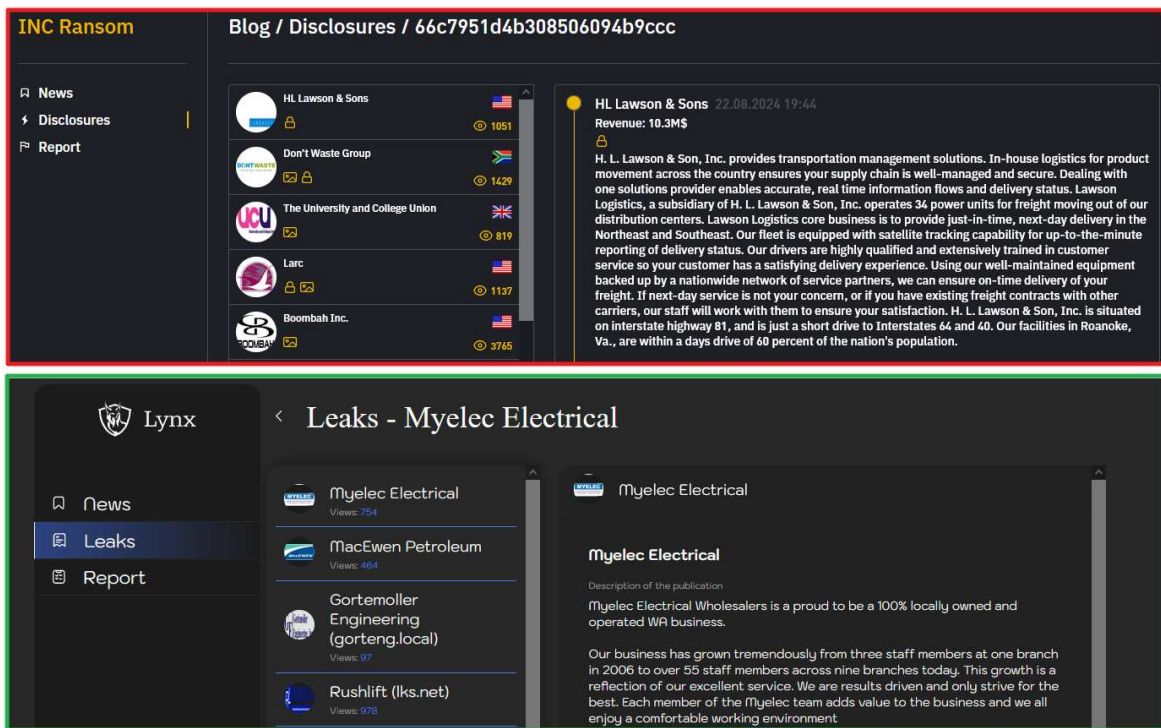 INC Ransom
Blog / Disclosures / 66c7951d4b308506094b9ccc
News
Disclosures
Report
HL Lawson & Sons
1051
Don't Waste Group
1429
The University and College Union
819
Larc
1137
Boombah Inc.
3765
HL Lawson & Sons 22.08.2024 19:44
Revenue: 10.3M$
H. L. Lawson & Son, Inc. provides transportation management solutions. In-house logistics for product
movement across the country ensures your supply chain is well-managed and secure. Dealing with
one solutions provider enables accurate, real time information flows and delivery status. Lawson
Logistics, a subsidiary of H. L. Lawson & Son, Inc. operates 34 power units for freight moving out of our
distribution centers. Lawson Logistics core business is to provide just-in-time, next-day delivery in the
Northeast and Southeast. Our fleet is equipped with satellite tracking capability for up-to-the-minute
reporting of delivery status. Our drivers are highly qualified and extensively trained in customer
service so your customer has a satisfying delivery experience. Using our well-maintained equipment
backed up by a nationwide network of service partners, we can ensure on-time delivery of your
freight. If next-day service is not your concern, or if you have existing freight contracts with other
carriers, our staff will work with them to ensure your satisfaction. H. L. Lawson & Son, Inc. is situated
on interstate highway 81, and is just a short drive to Interstates 64 and 40. Our facilities in Roanoke,
Va., are within a days drive of 60 percent of the nation's population.
Lynx
Leaks - Myelec Electrical
News
Leaks
Report
Myelec Electrical
Views: 754
MacEwen Petroleum
Views: 464
Gortemoller
Engineering
(gorteng.local)
Views: 97
Rushlift (lks.net)
Views: 978
Myelec Electrical
Myelec Electrical
Description of the publication
Myelec Electrical Wholesalers is a proud to be a 100% locally owned and
operated WA business.
Our business has grown tremendously from three staff members at one branch
in 2006 to over 55 staff members across nine branches today. This growth is a
reflection of our excellent service. We are results driven and only strive for the
best. Each member of the Myelec team adds value to the business and we all
enjoy a comfortable working environment